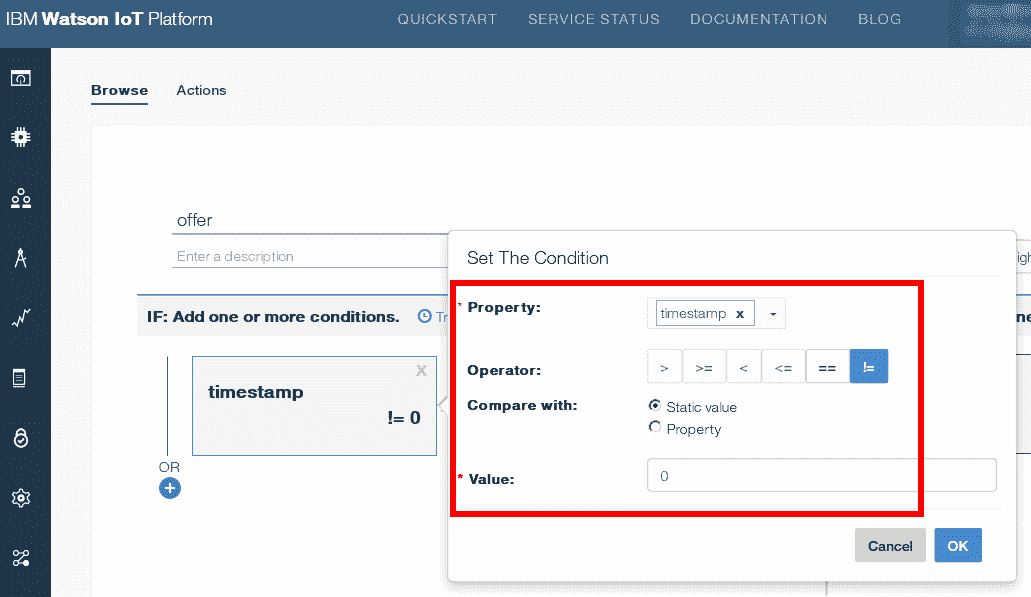 IBM Watson IoT Platform
QUICKSTART
SERVICE STATUS
DOCUMENTATION
BLOG
Browse
Actions
offer
Enter a description
Set The Condition
IF: Add one or more conditions.
* Property:
timestamp x
Operator:
> >= < <= == !=
timestamp
X
!= 0
Compare with:
Static value
Property
OR
* Value:
0
Cancel
OK